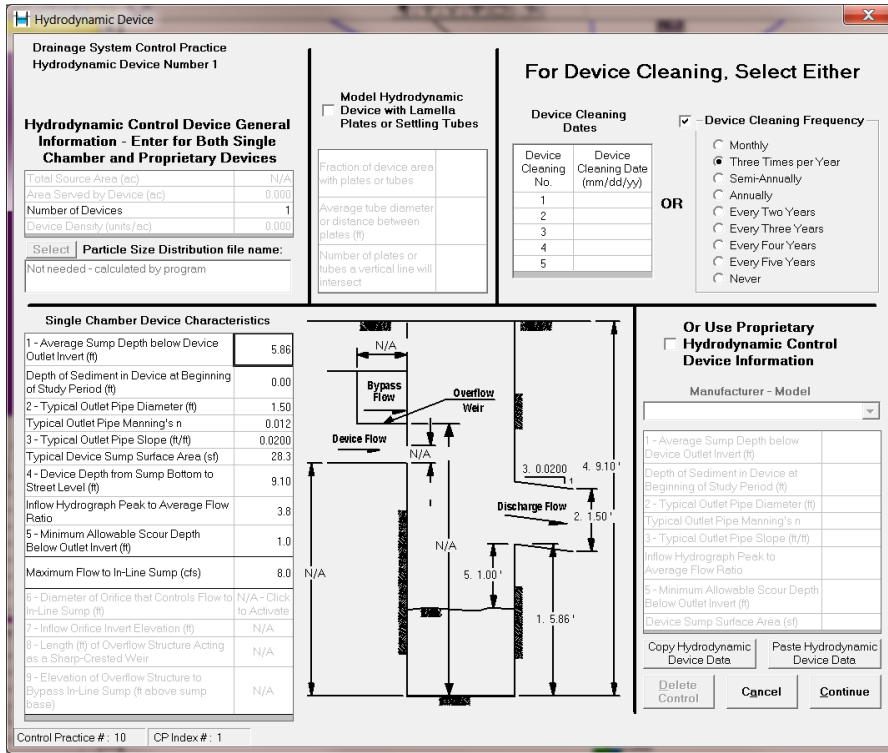 Hydrodynamic Device
Drainage System Control Practice
Hydrodynamic Device Number 1
Hydrodynamic Control Device General
Information - Enter for Both Single
Chamber and Proprietary Devices
Total Source Area (ac) N/A
Area Served by Device (ac) 0.000
Number of Devices 1
Device Density (units/ac) 0.000
Select Particle Size Distribution file name:
Not needed - calculated by program
Model Hydrodynamic
Device with Lamella
Plates or Settling Tubes
Fraction of device area
with plates or tubes
Average tube diameter
or distance between
plates (ft)
Number of plates or
tubes a vertical line will
intersect
For Device Cleaning, Select Either
Device Cleaning
Dates
Device
Cleaning
No.
Device
Cleaning Date
(mm/dd/yy)
1
2
3
4
5
OR
Device Cleaning Frequency
Monthly
Three Times per Year
Semi-Annually
Annually
Every Two Years
Every Three Years
Every Four Years
Every Five Years
Never
Single Chamber Device Characteristics
1 - Average Sump Depth below Device
Outlet Invert (ft) 5.86
Depth of Sediment in Device at Beginning
of Study Period (ft) 0.00
2 - Typical Outlet Pipe Diameter (ft) 1.50
Typical Outlet Pipe Manning's n 0.012
3 - Typical Outlet Pipe Slope (ft/ft) 0.0200
Typical Device Sump Surface Area (sf) 28.3
4 - Device Depth from Sump Bottom to
Street Level (ft) 9.10
Inflow Hydrograph Peak to Average Flow
Ratio 3.8
5 - Minimum Allowable Scour Depth
Below Outlet Invert (ft) 1.0
Maximum Flow to In-Line Sump (cfs) 8.0
6 - Diameter of Orifice that Controls Flow to
In-Line Sump (ft)
N/A - Click
to Activate
7 - Inflow Orifice Invert Elevation (ft) N/A
8 - Length (ft) of Overflow Structure Acting
as a Sharp-Crested Weir N/A
9 - Elevation of Overflow Structure to
Bypass In-Line Sump (ft above sump
base) N/A
N/A
Bypass
Flow
Overflow
Weir
Device Flow
N/A
3. 0.0200
1
4. 9.10 '
Discharge Flow
2. 1.50 '
N/A
N/A
5. 1.00 '
1. 5.86 '
Or Use Proprietary
Hydrodynamic Control
Device Information
Manufacturer - Model
1 - Average Sump Depth below
Device Outlet Invert (ft)
Depth of Sediment in Device at
Beginning of Study Period (ft)
2 - Typical Outlet Pipe Diameter (ft)
Typical Outlet Pipe Manning's n
3 - Typical Outlet Pipe Slope (ft/ft)
Inflow Hydrograph Peak to
Average Flow Ratio
5 - Minimum Allowable Scour Depth
Below Outlet Invert (ft)
Device Sump Surface Area (sf)
Copy Hydrodynamic
Device Data
Paste Hydrodynamic
Device Data
Delete
Control
Cancel
Continue
Control Practice # : 10 CP Index # : 1